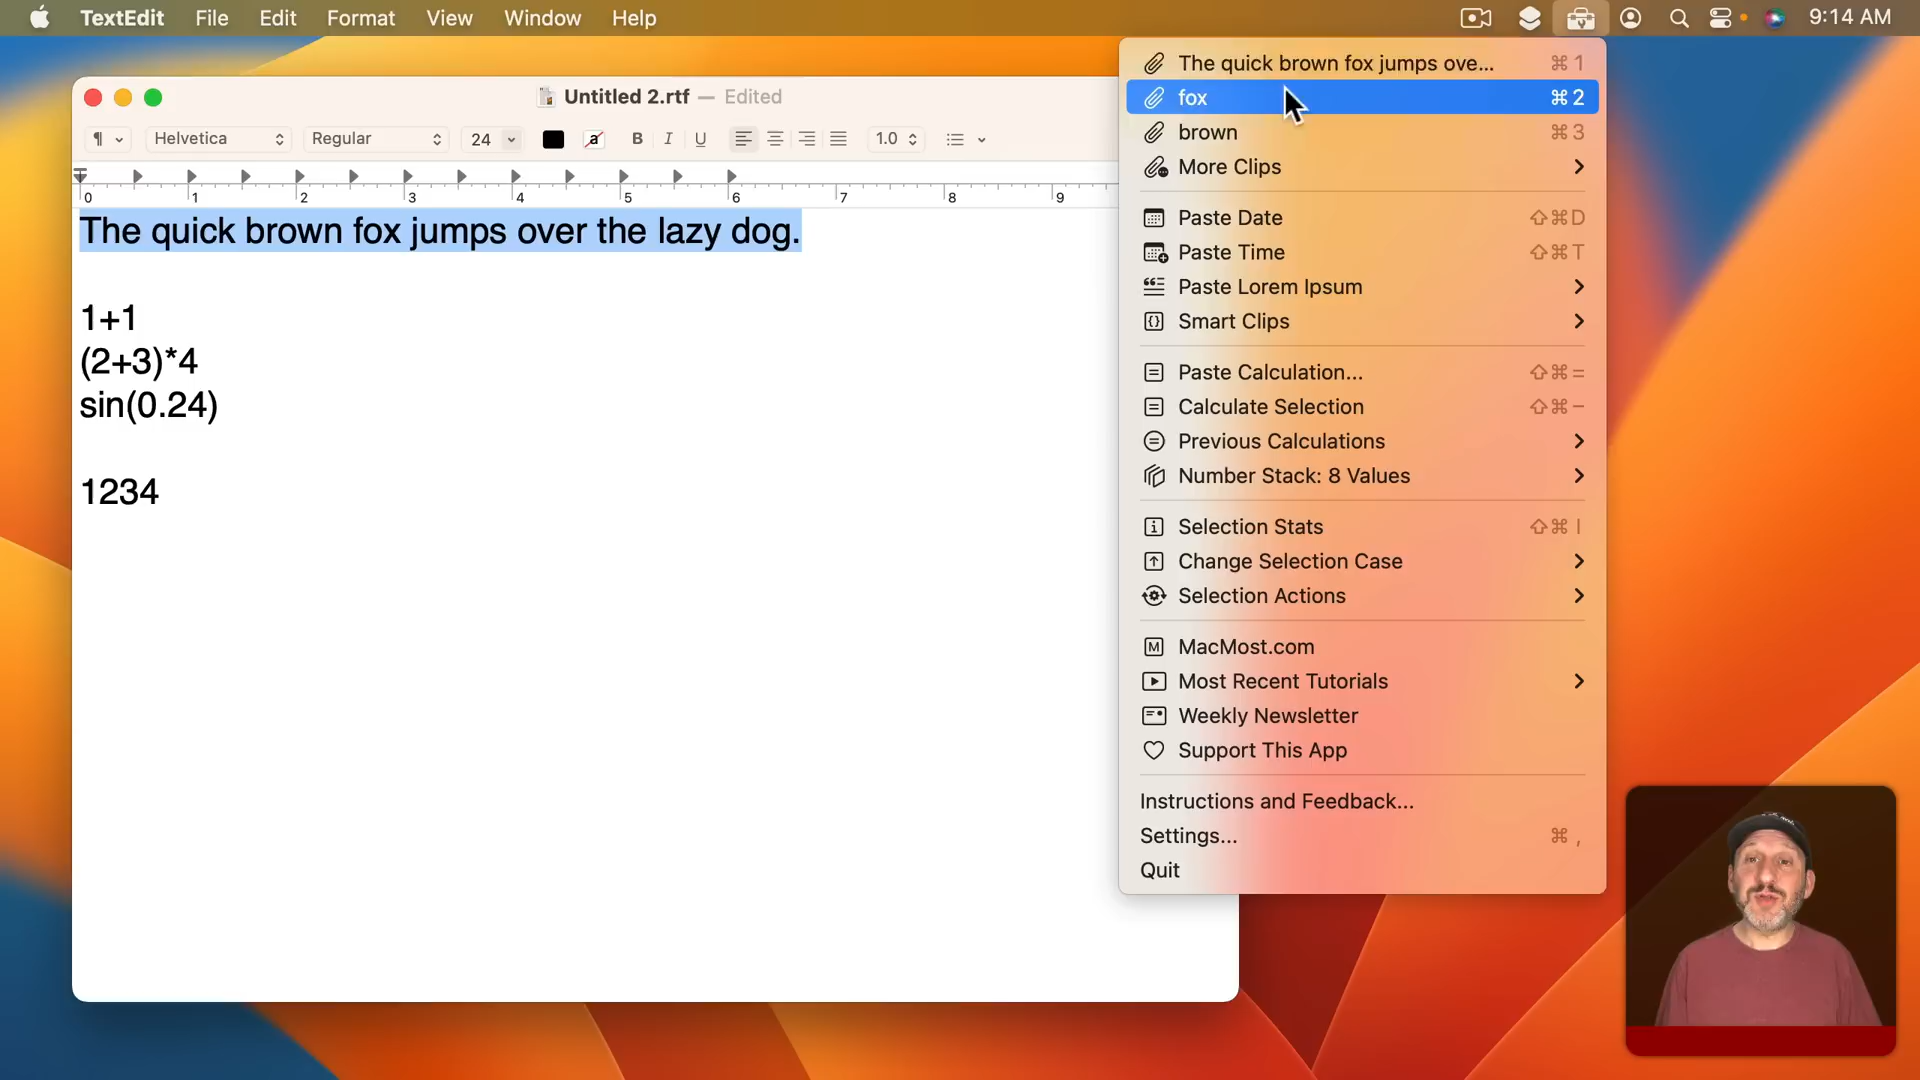 TextEdit File Edit Format View Window Help 9:14 AM
Untitled 2.rtf — Edited
¶ Helvetica Regular 24 a B I U 1.0
0 1 2 3 4 5 6 7 8 9
The quick brown fox jumps over the lazy dog.
1+1
(2+3)*4
sin(0.24)
1234
The quick brown fox jumps ove... ⌘1
fox ⌘2
brown ⌘3
More Clips
Paste Date ⇧⌘D
Paste Time ⇧⌘T
Paste Lorem Ipsum
Smart Clips
Paste Calculation... ⇧⌘=
Calculate Selection ⇧⌘−
Previous Calculations
Number Stack: 8 Values
Selection Stats ⇧⌘I
Change Selection Case
Selection Actions
MacMost.com
Most Recent Tutorials
Weekly Newsletter
Support This App
Instructions and Feedback...
Settings... ⌘,
Quit